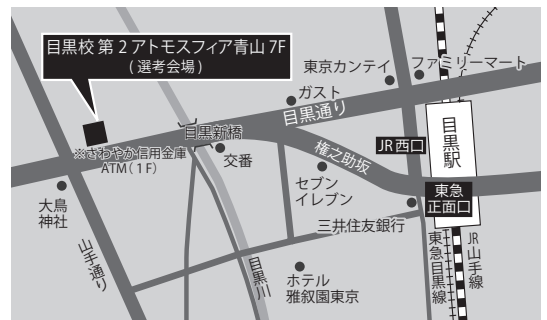 目黒校 第2アトモスフィア青山 7F
(選考会場)
東京カンテイ
ファミリーマート
ガスト
目黒通り
目黒新橋
※さわやか信用金庫
ATM(1F)
交番
権之助坂
JR西口
目黒駅
セブン
イレブン
東急
正面口
大鳥
神社
三井住友銀行
山手通り
目黒川
ホテル
雅叙園東京
東急目黒線
JR山手線